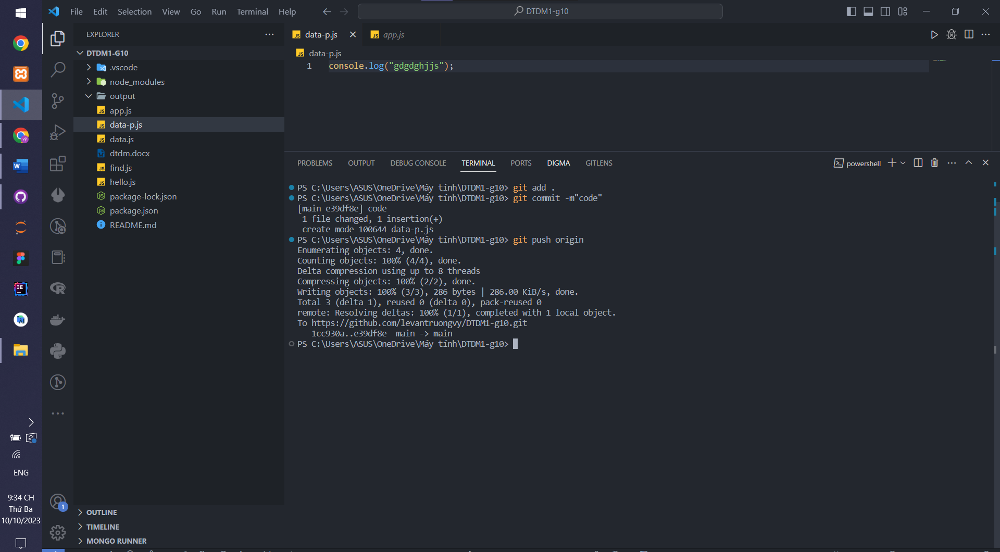 File Edit Selection View Go Run Terminal Help
DTDM1-g10
EXPLORER
DTDM1-G10
.vscode
node_modules
output
app.js
data-p.js
data.js
dtdm.docx
find.js
hello.js
package-lock.json
package.json
README.md
OUTLINE
TIMELINE
MONGO RUNNER
data-p.js
app.js
data-p.js
1 console.log("gdgdghjjs");
PROBLEMS OUTPUT DEBUG CONSOLE TERMINAL PORTS DIGMA GITLENS
powershell
PS C:\Users\ASUS\OneDrive\Máy tính\DTDM1-g10> git add .
PS C:\Users\ASUS\OneDrive\Máy tính\DTDM1-g10> git commit -m"code"
[main e39df8e] code
1 file changed, 1 insertion(+)
create mode 100644 data-p.js
PS C:\Users\ASUS\OneDrive\Máy tính\DTDM1-g10> git push origin
Enumerating objects: 4, done.
Counting objects: 100% (4/4), done.
Delta compression using up to 8 threads
Compressing objects: 100% (2/2), done.
Writing objects: 100% (3/3), 286 bytes | 286.00 KiB/s, done.
Total 3 (delta 1), reused 0 (delta 0), pack-reused 0
remote: Resolving deltas: 100% (1/1), completed with 1 local object.
To https://github.com/levantruongvy/DTDM1-g10.git
1cc930a..e39df8e main -> main
PS C:\Users\ASUS\OneDrive\Máy tính\DTDM1-g10>
ENG
9:34 CH
Thứ Ba
10/10/2023
1